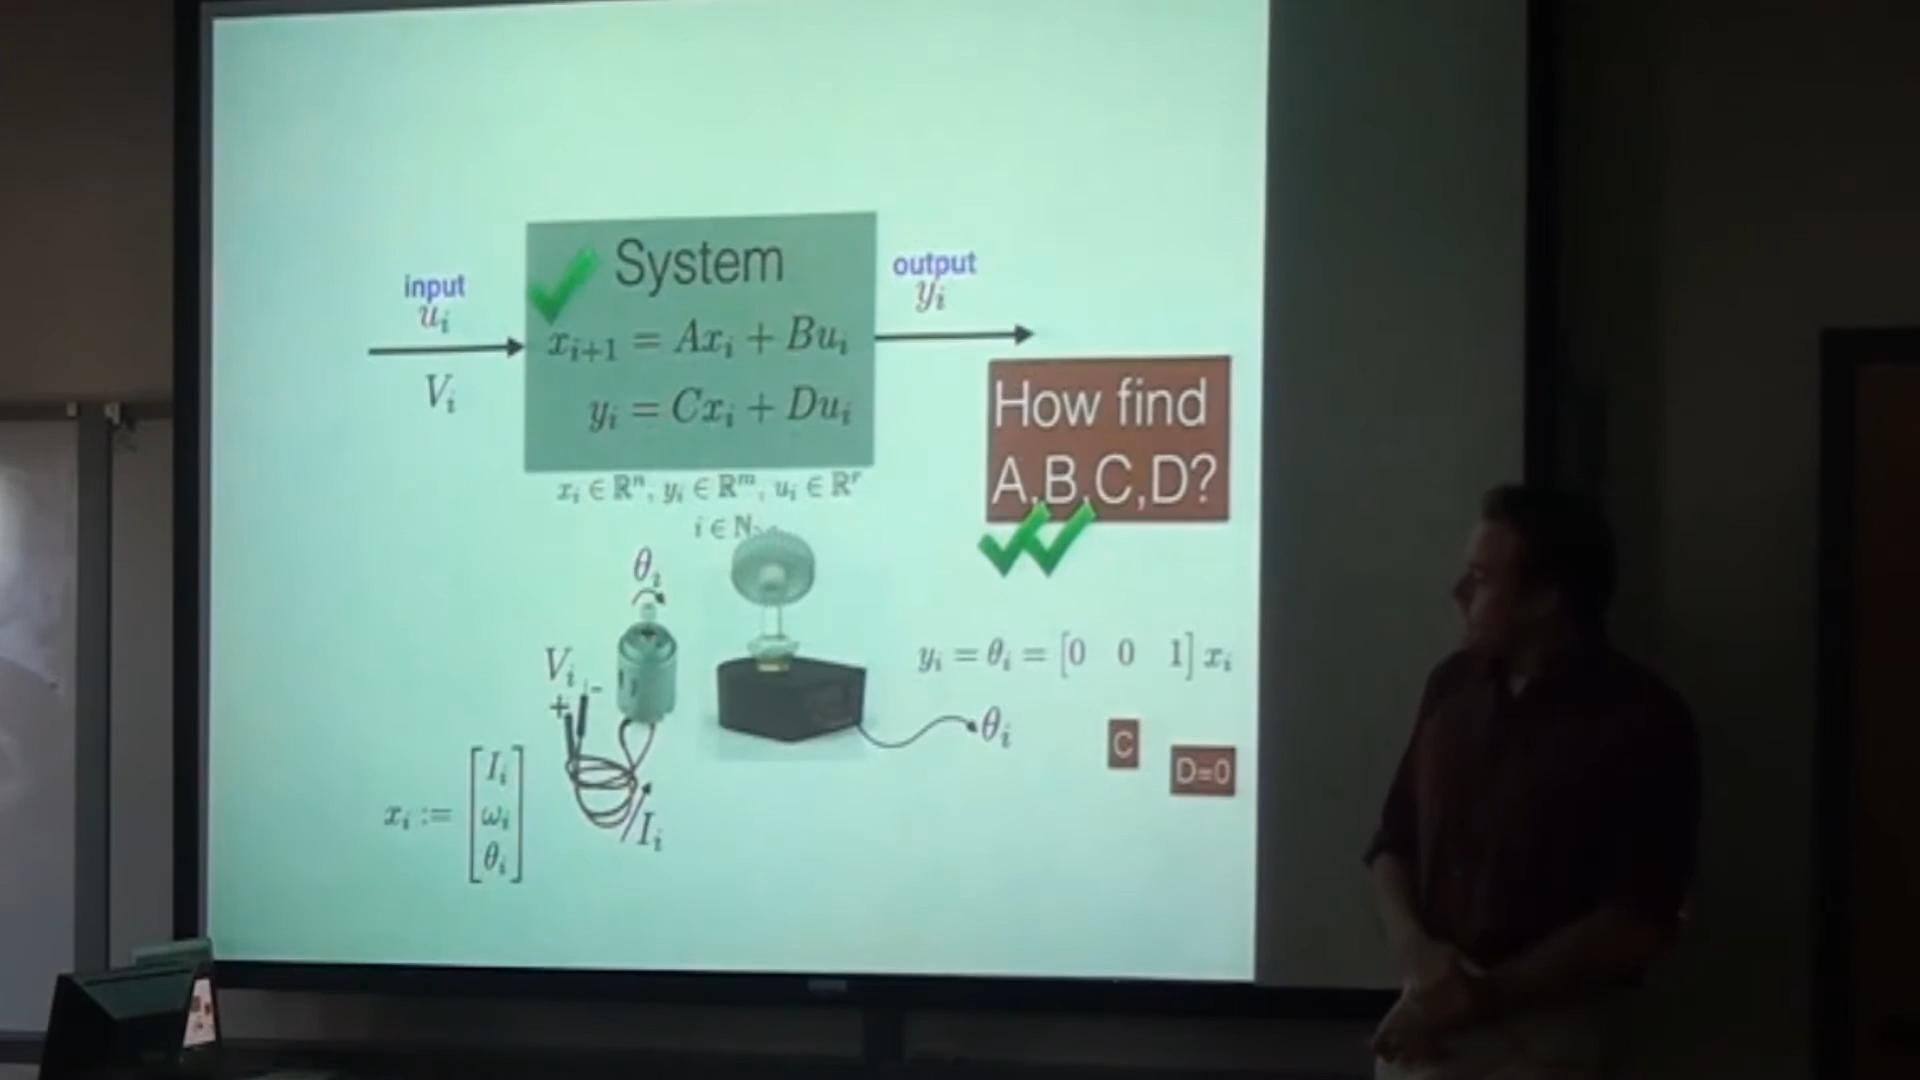 System
input
u_i
V_i
x_{i+1} = Ax_i + Bu_i
y_i = Cx_i + Du_i
output
y_i
How find
A,B,C,D?
x_i ∈ ℝ^n, y_i ∈ ℝ^m, u_i ∈ ℝ^r
i ∈ ℕ
θ_i
V_i
+ -
I_i
x_i := [I_i
ω_i
θ_i]
y_i = θ_i = [0 0 1] x_i
θ_i
C
D=0